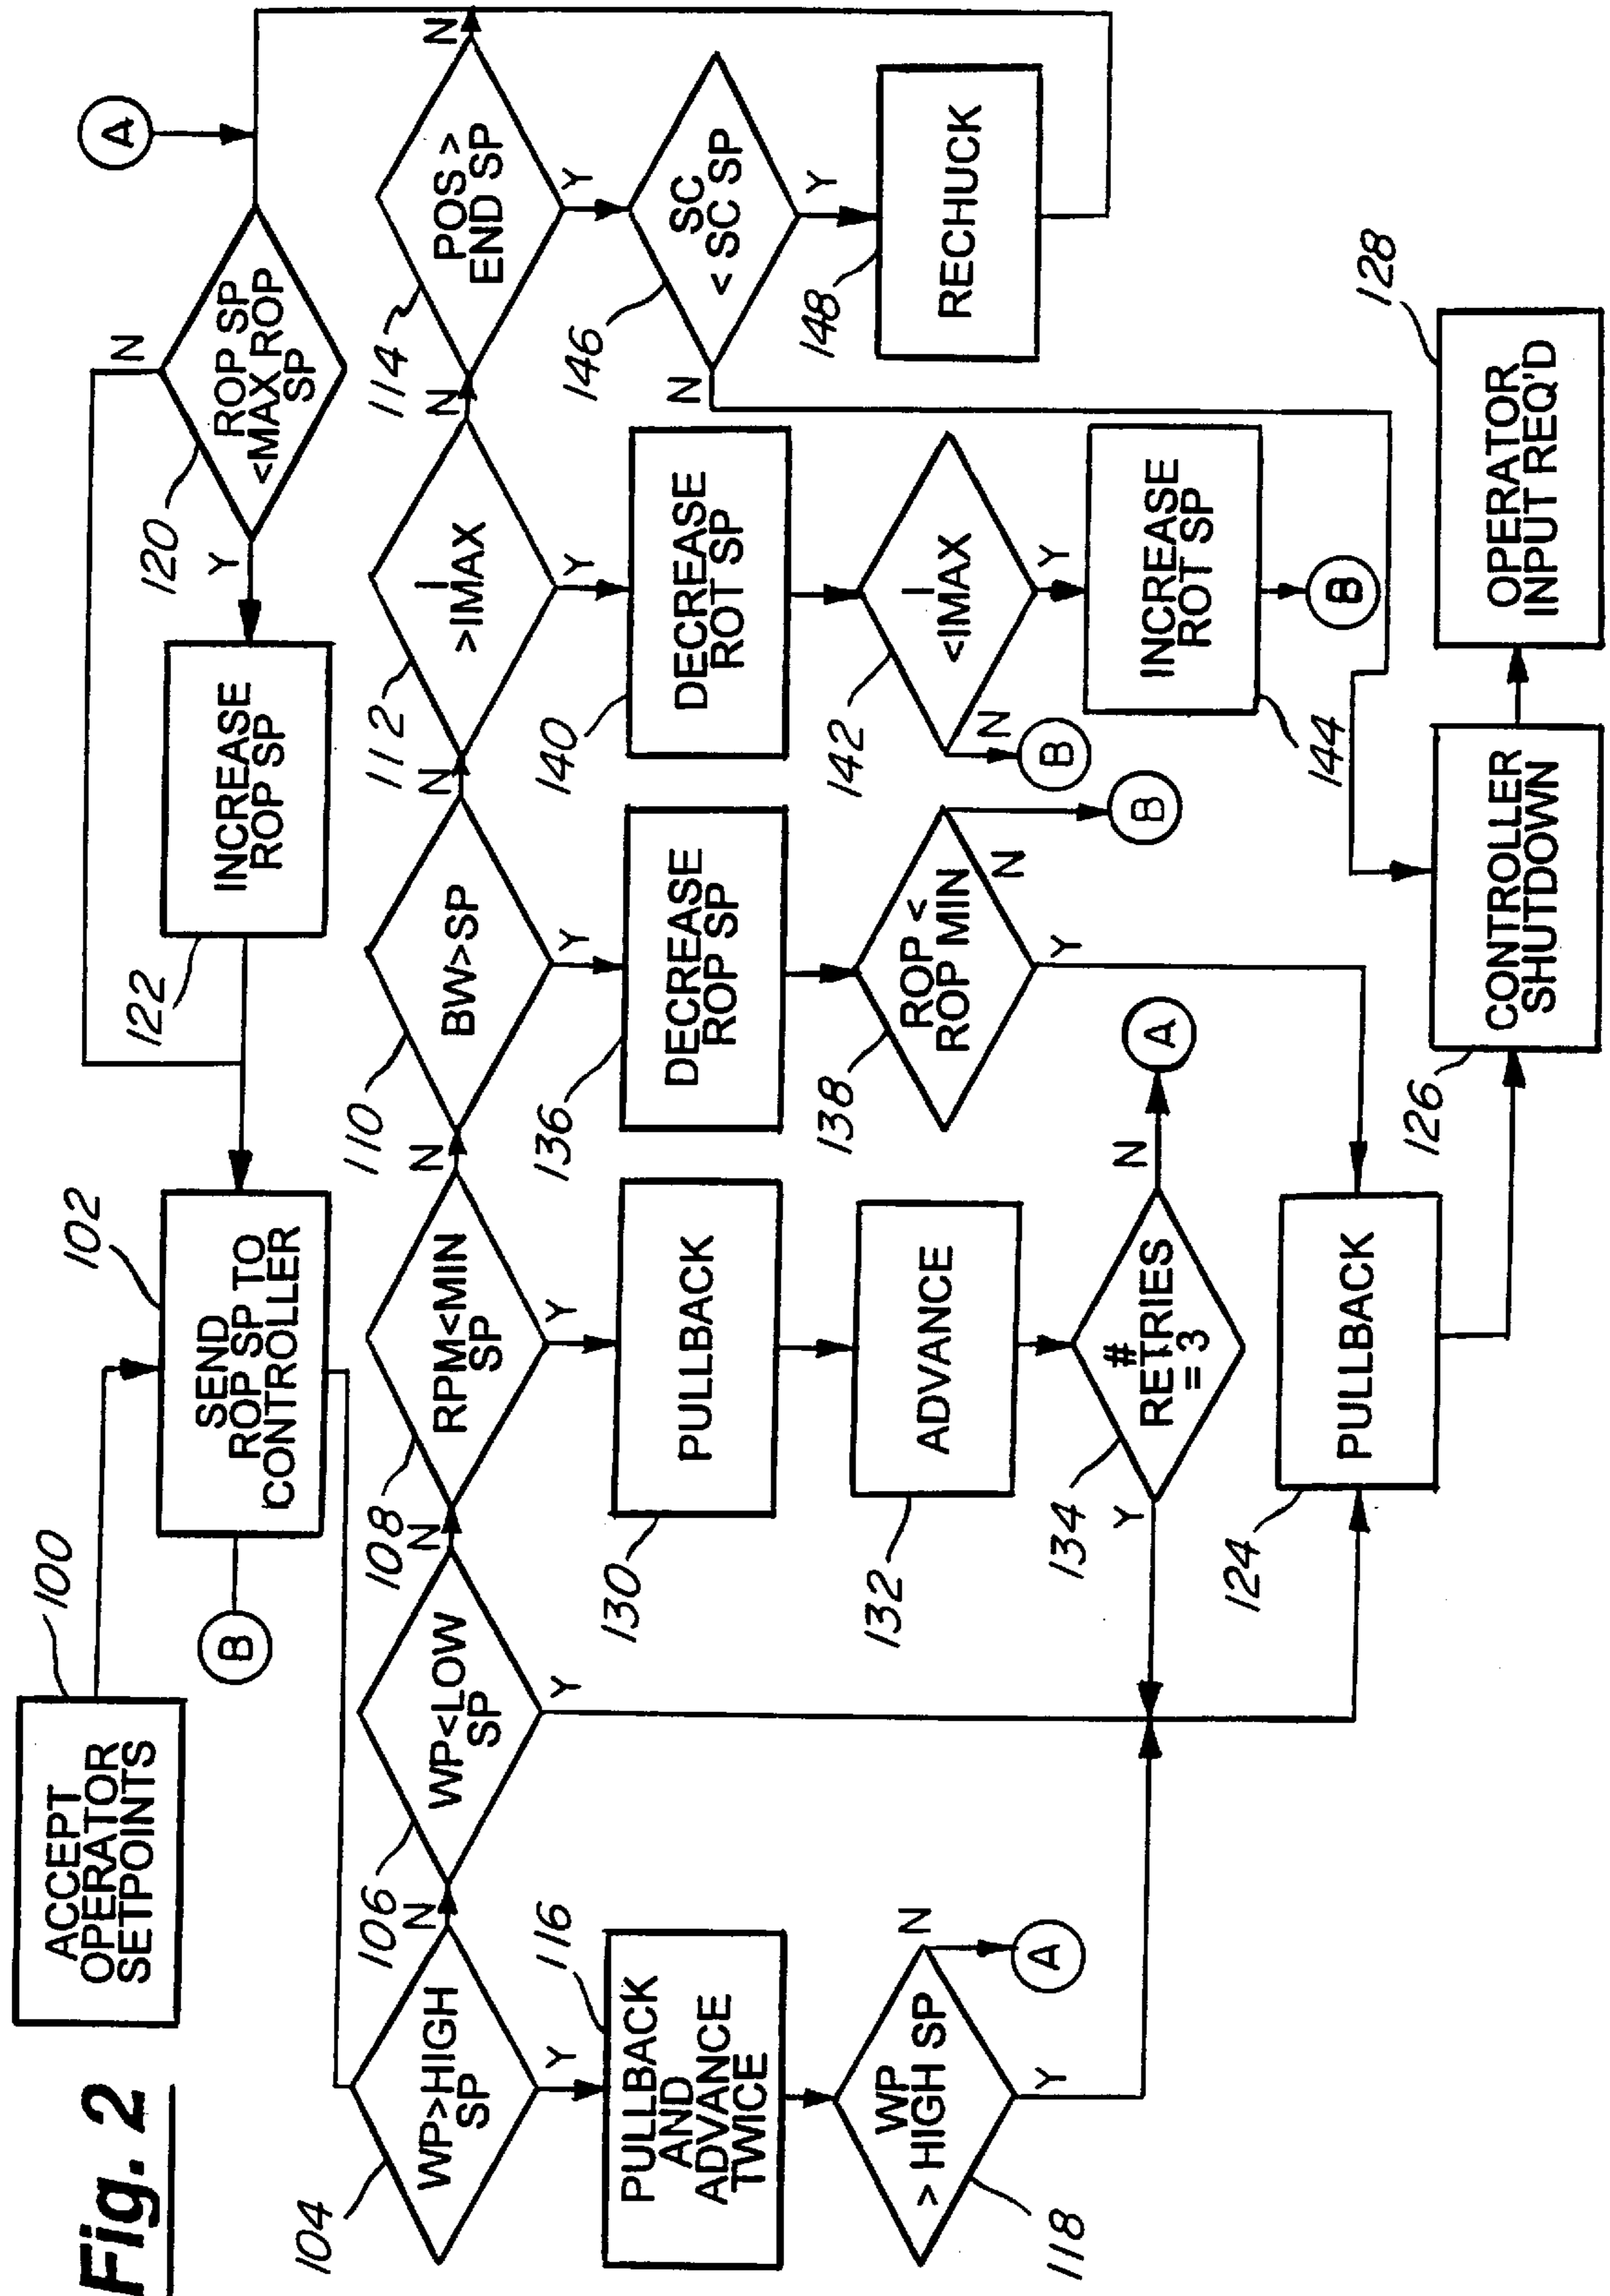 Fig. 2
ACCEPT
OPERATOR
SETPOINTS
100
B
SEND
ROP SP TO
CONTROLLER
102
INCREASE
ROP SP
122
Y
ROP SP
<MAX ROP
SP
120
N
A
104
WP>HIGH
SP
N
Y
106
WP<LOW
SP
N
Y
108
RPM<MIN
SP
N
Y
110
BW>SP
N
Y
112
I
>IMAX
N
Y
114
POS >
END SP
N
Y
116
PULLBACK
AND
ADVANCE
TWICE
130
PULLBACK
136
DECREASE
ROP SP
140
DECREASE
ROT SP
146
SC
< SC SP
N
Y
118
WP
> HIGH SP
N
A
Y
132
ADVANCE
138
ROP <
ROP MIN
N
B
Y
142
I
<IMAX
N
B
Y
148
RECHUCK
134
#
RETRIES
= 3
Y
N
A
144
INCREASE
ROT SP
B
124
PULLBACK
126
CONTROLLER
SHUTDOWN
128
OPERATOR
INPUT REQ'D